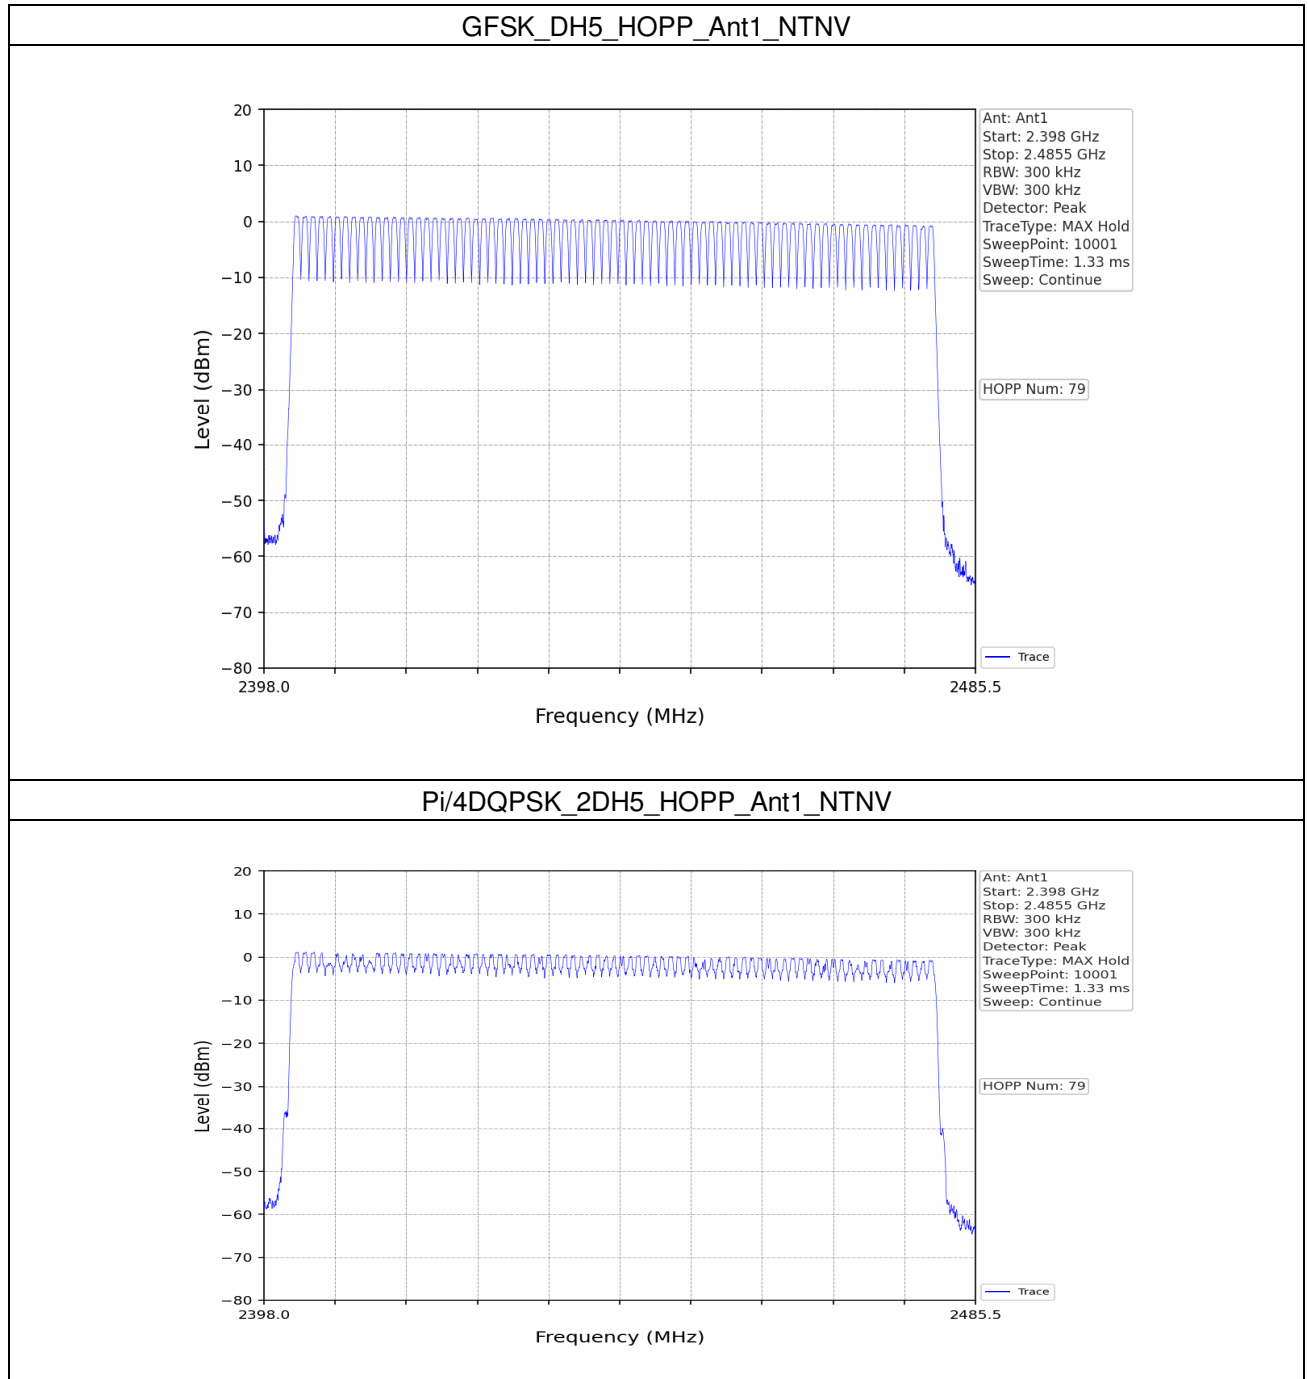 GFSK_DH5_HOPP_Ant1_NTNV
20
10
0
−10
−20
−30
−40
−50
−60
−70
−80
Level (dBm)
2398.0
2485.5
Frequency (MHz)
Ant: Ant1
Start: 2.398 GHz
Stop: 2.4855 GHz
RBW: 300 kHz
VBW: 300 kHz
Detector: Peak
TraceType: MAX Hold
SweepPoint: 10001
SweepTime: 1.33 ms
Sweep: Continue
HOPP Num: 79
Trace
Pi/4DQPSK_2DH5_HOPP_Ant1_NTNV
20
10
0
−10
−20
−30
−40
−50
−60
−70
−80
Level (dBm)
2398.0
2485.5
Frequency (MHz)
Ant: Ant1
Start: 2.398 GHz
Stop: 2.4855 GHz
RBW: 300 kHz
VBW: 300 kHz
Detector: Peak
TraceType: MAX Hold
SweepPoint: 10001
SweepTime: 1.33 ms
Sweep: Continue
HOPP Num: 79
Trace